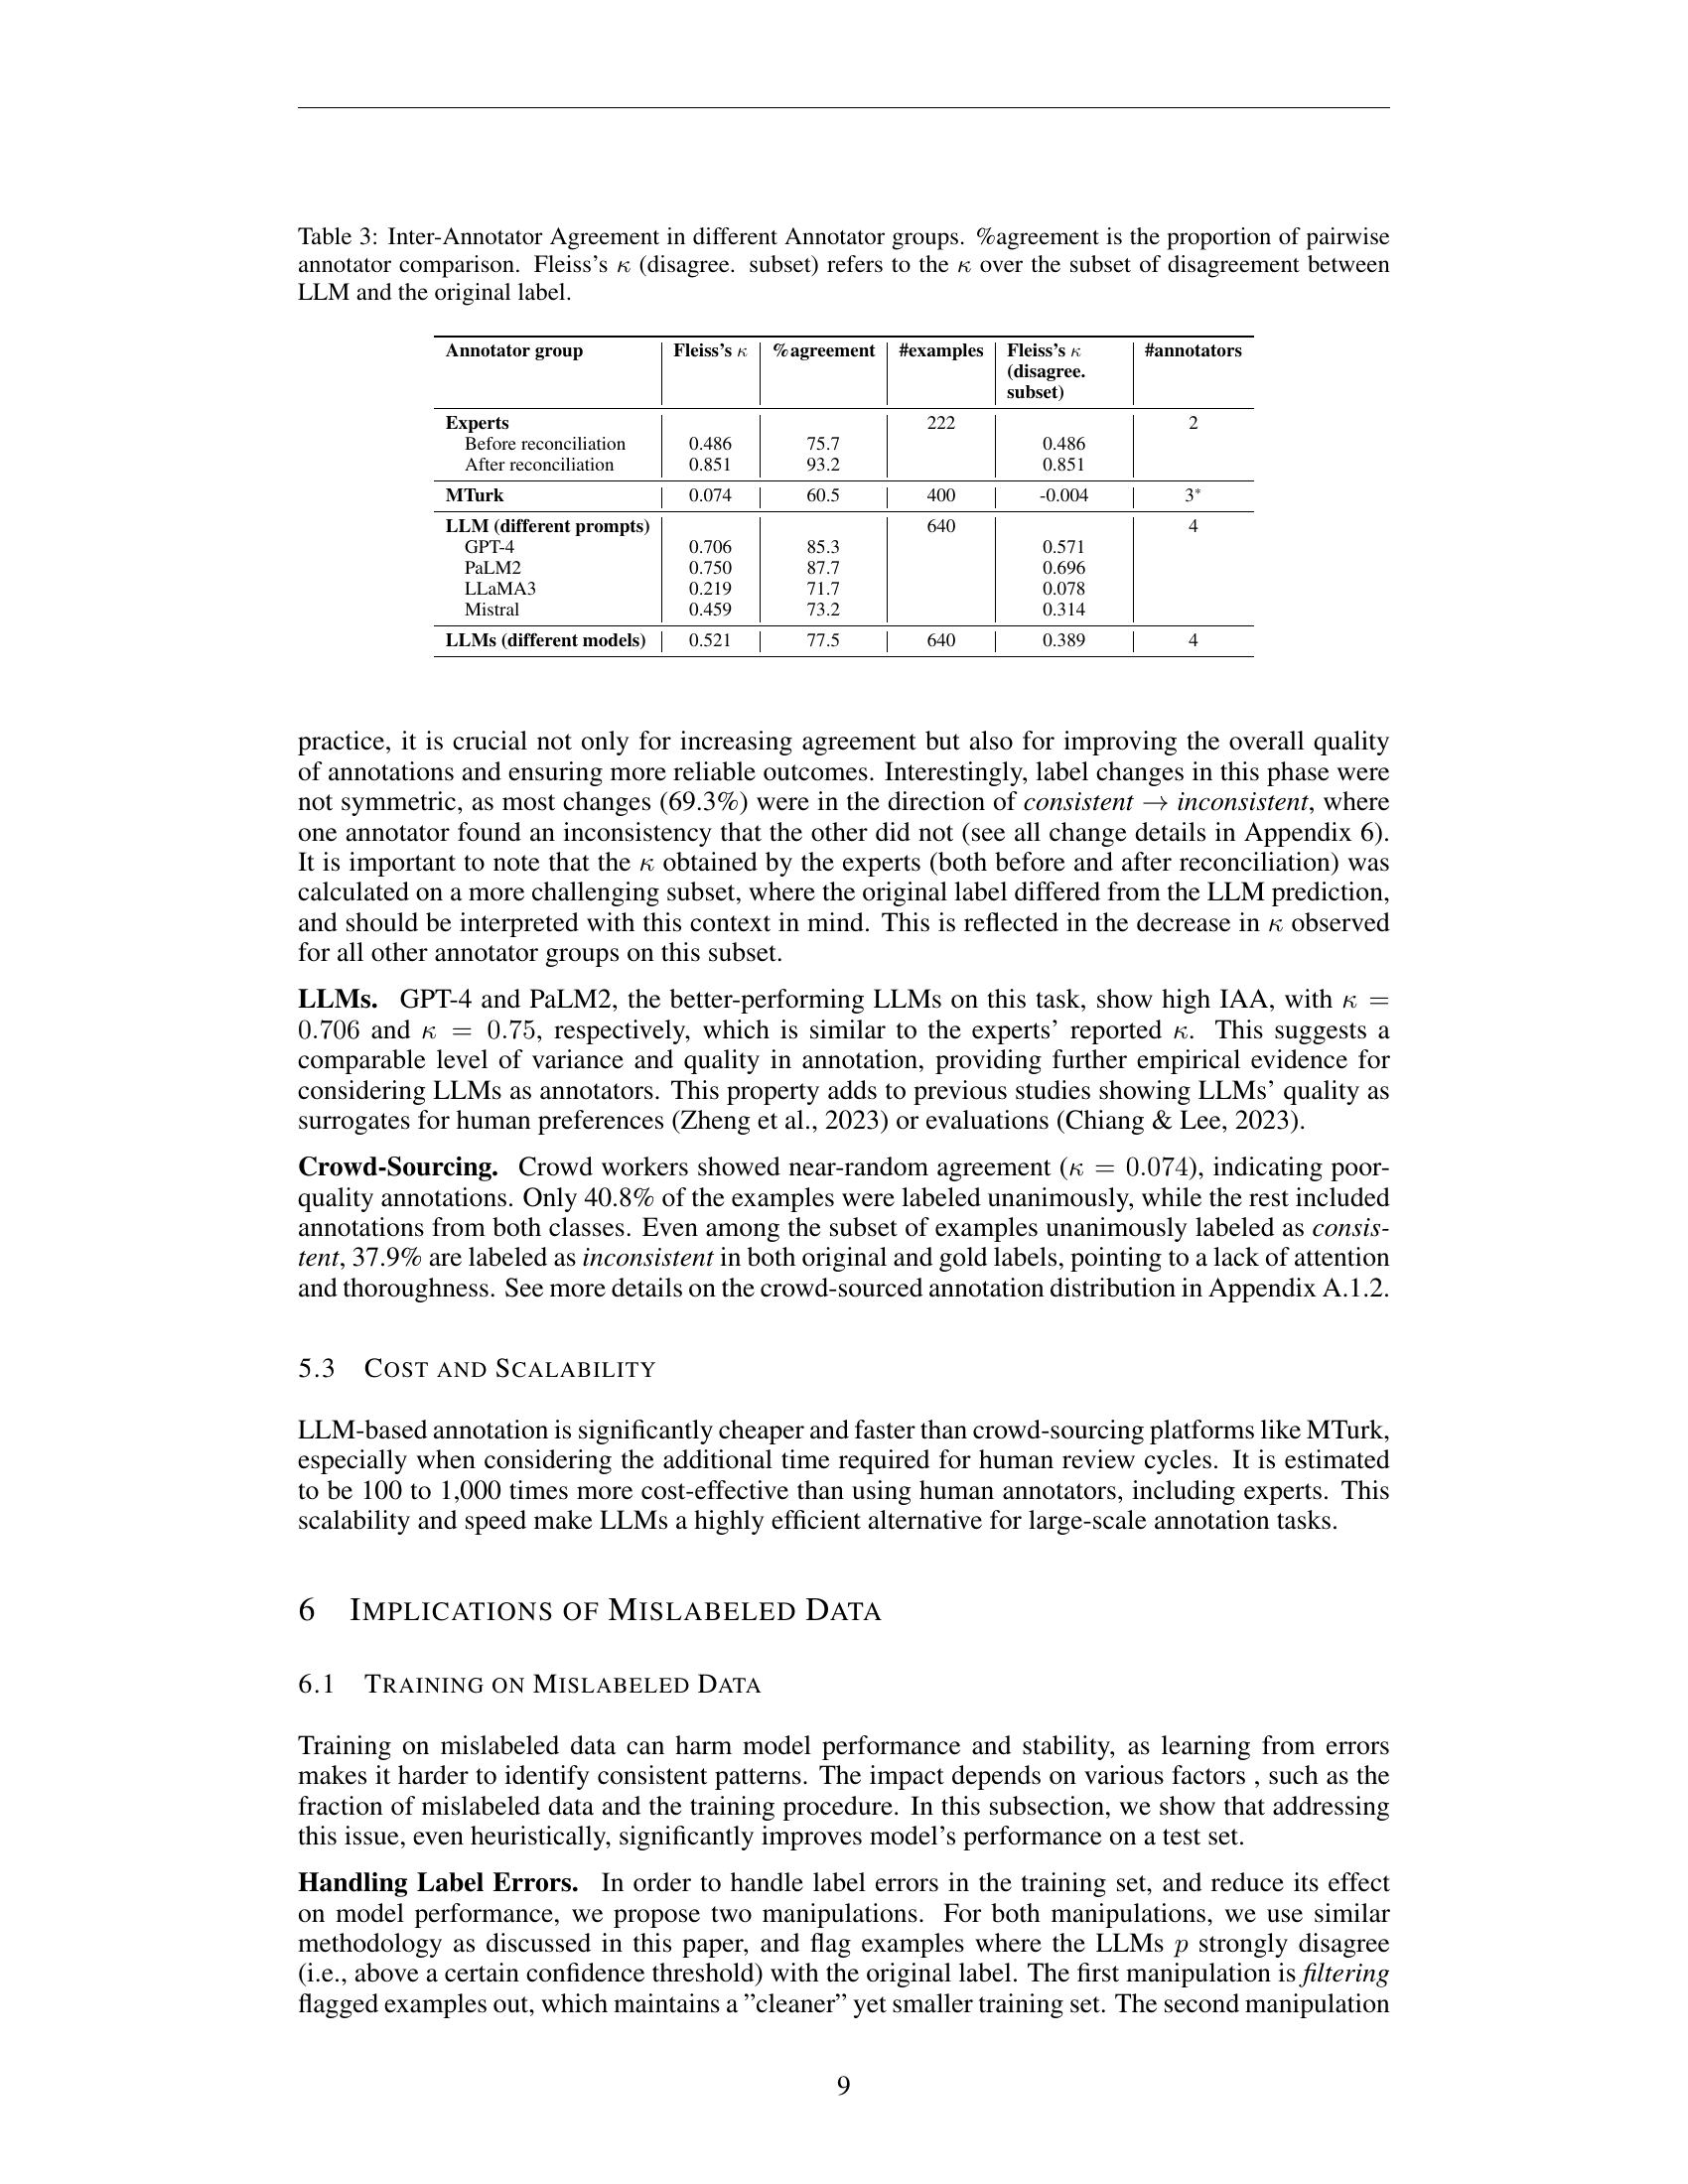 Table 3: Inter-Annotator Agreement in different Annotator groups. %agreement is the proportion of pairwise
annotator comparison. Fleiss's κ (disagree. subset) refers to the κ over the subset of disagreement between
LLM and the original label.
Annotator group Fleiss's κ %agreement #examples Fleiss's κ (disagree. subset) #annotators
Experts 222 2
Before reconciliation 0.486 75.7 0.486
After reconciliation 0.851 93.2 0.851
MTurk 0.074 60.5 400 -0.004 3*
LLM (different prompts) 640 4
GPT-4 0.706 85.3 0.571
PaLM2 0.750 87.7 0.696
LLaMA3 0.219 71.7 0.078
Mistral 0.459 73.2 0.314
LLMs (different models) 0.521 77.5 640 0.389 4
practice, it is crucial not only for increasing agreement but also for improving the overall quality
of annotations and ensuring more reliable outcomes. Interestingly, label changes in this phase were
not symmetric, as most changes (69.3%) were in the direction of consistent → inconsistent, where
one annotator found an inconsistency that the other did not (see all change details in Appendix 6).
It is important to note that the κ obtained by the experts (both before and after reconciliation) was
calculated on a more challenging subset, where the original label differed from the LLM prediction,
and should be interpreted with this context in mind. This is reflected in the decrease in κ observed
for all other annotator groups on this subset.
LLMs. GPT-4 and PaLM2, the better-performing LLMs on this task, show high IAA, with κ =
0.706 and κ = 0.75, respectively, which is similar to the experts' reported κ. This suggests a
comparable level of variance and quality in annotation, providing further empirical evidence for
considering LLMs as annotators. This property adds to previous studies showing LLMs' quality as
surrogates for human preferences (Zheng et al., 2023) or evaluations (Chiang & Lee, 2023).
Crowd-Sourcing. Crowd workers showed near-random agreement (κ = 0.074), indicating poor-
quality annotations. Only 40.8% of the examples were labeled unanimously, while the rest included
annotations from both classes. Even among the subset of examples unanimously labeled as consis-
tent, 37.9% are labeled as inconsistent in both original and gold labels, pointing to a lack of attention
and thoroughness. See more details on the crowd-sourced annotation distribution in Appendix A.1.2.
5.3 COST AND SCALABILITY
LLM-based annotation is significantly cheaper and faster than crowd-sourcing platforms like MTurk,
especially when considering the additional time required for human review cycles. It is estimated
to be 100 to 1,000 times more cost-effective than using human annotators, including experts. This
scalability and speed make LLMs a highly efficient alternative for large-scale annotation tasks.
6 IMPLICATIONS OF MISLABELED DATA
6.1 TRAINING ON MISLABELED DATA
Training on mislabeled data can harm model performance and stability, as learning from errors
makes it harder to identify consistent patterns. The impact depends on various factors , such as the
fraction of mislabeled data and the training procedure. In this subsection, we show that addressing
this issue, even heuristically, significantly improves model's performance on a test set.
Handling Label Errors. In order to handle label errors in the training set, and reduce its effect
on model performance, we propose two manipulations. For both manipulations, we use similar
methodology as discussed in this paper, and flag examples where the LLMs p strongly disagree
(i.e., above a certain confidence threshold) with the original label. The first manipulation is filtering
flagged examples out, which maintains a ”cleaner” yet smaller training set. The second manipulation
9